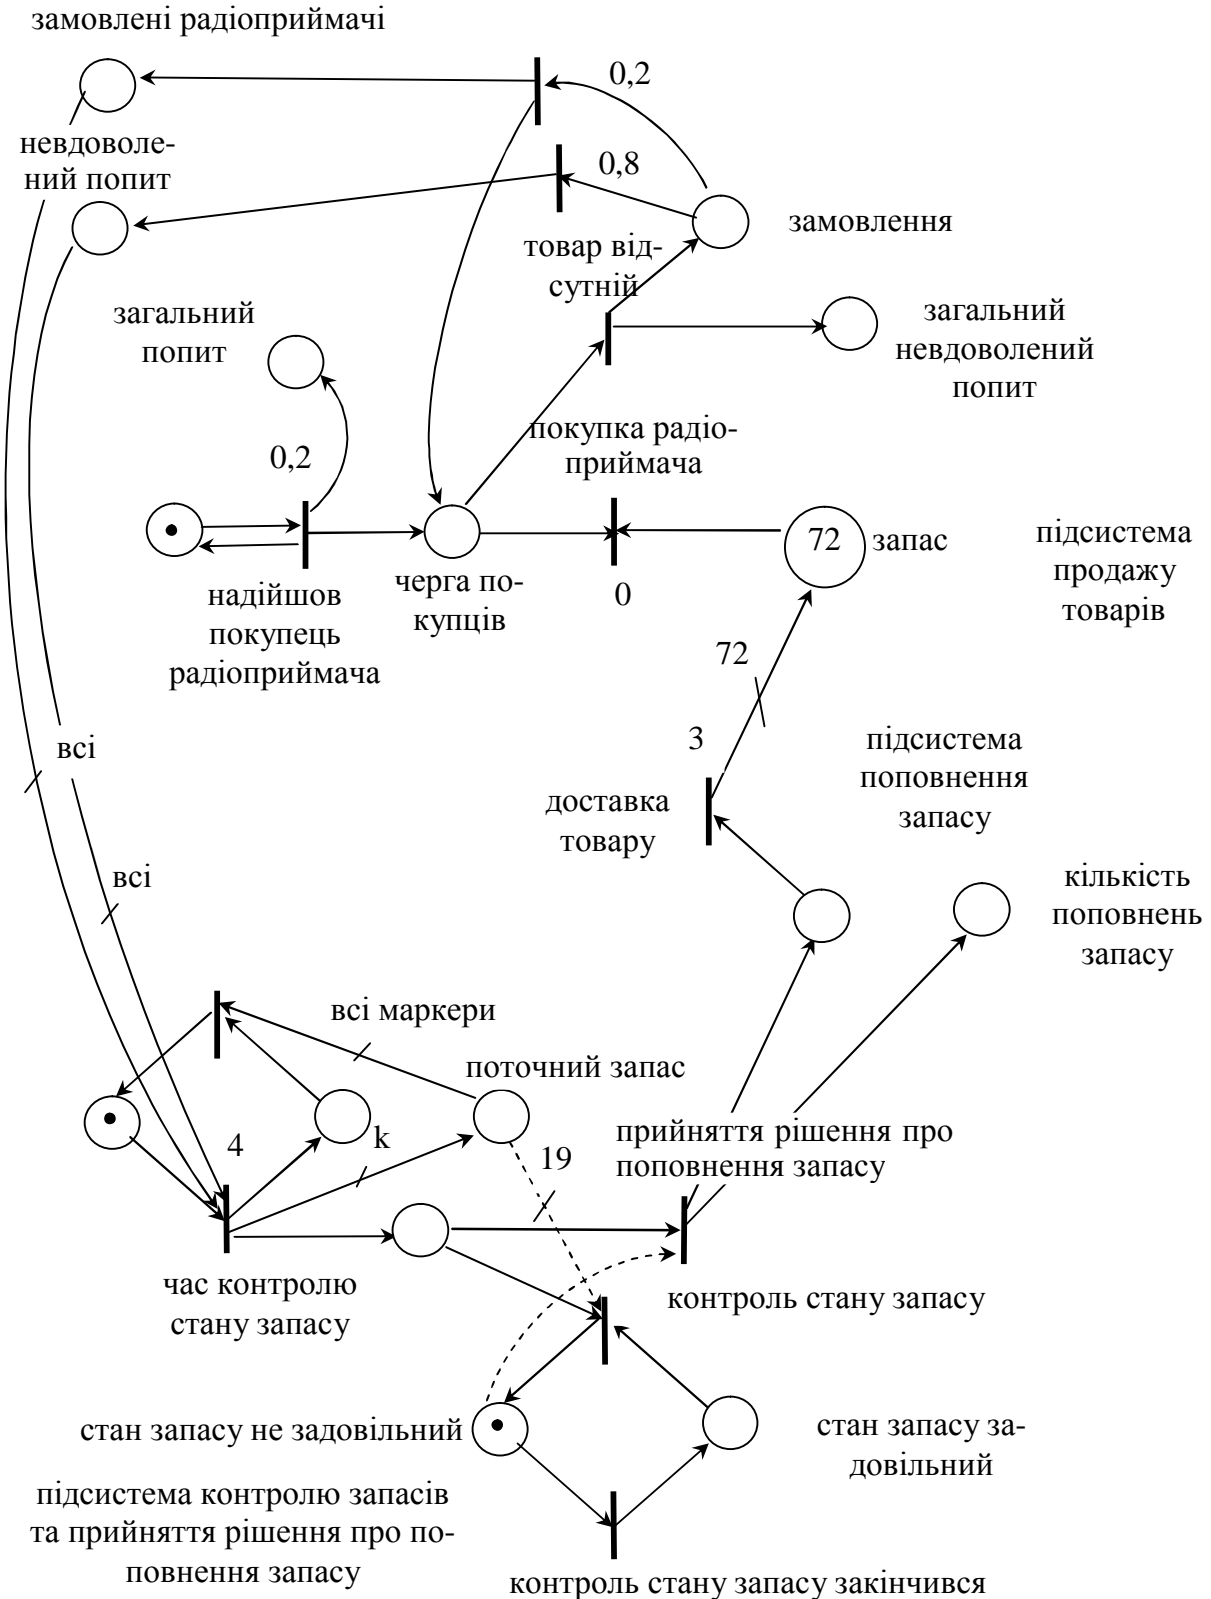 замовлені радіоприймачі
0,2
невдоволе-
ний попит
0,8
замовлення
товар від-
сутній
загальний
попит
загальний
невдоволений
попит
0,2
покупка радіо-
приймача
72
запас
підсистема
продажу
товарів
0
надійшов
покупець
радіоприймача
черга по-
купців
72
3
всі
підсистема
поповнення
запасу
доставка
товару
всі
кількість
поповнень
запасу
всі маркери
поточний запас
4
k
19
прийняття рішення про
поповнення запасу
час контролю
стану запасу
контроль стану запасу
стан запасу не задовільний
стан запасу за-
довільний
підсистема контролю запасів
та прийняття рішення про по-
повнення запасу
контроль стану запасу закінчився